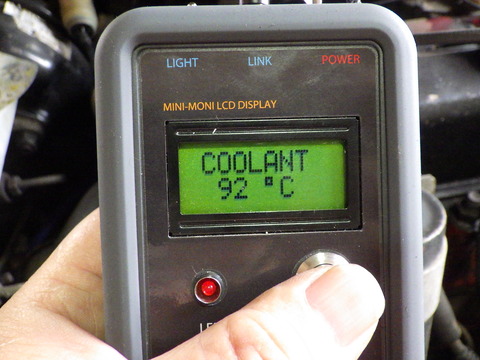 LIGHT LINK POWER
MINI-MONI LCD DISPLAY
COOLANT
92 °C